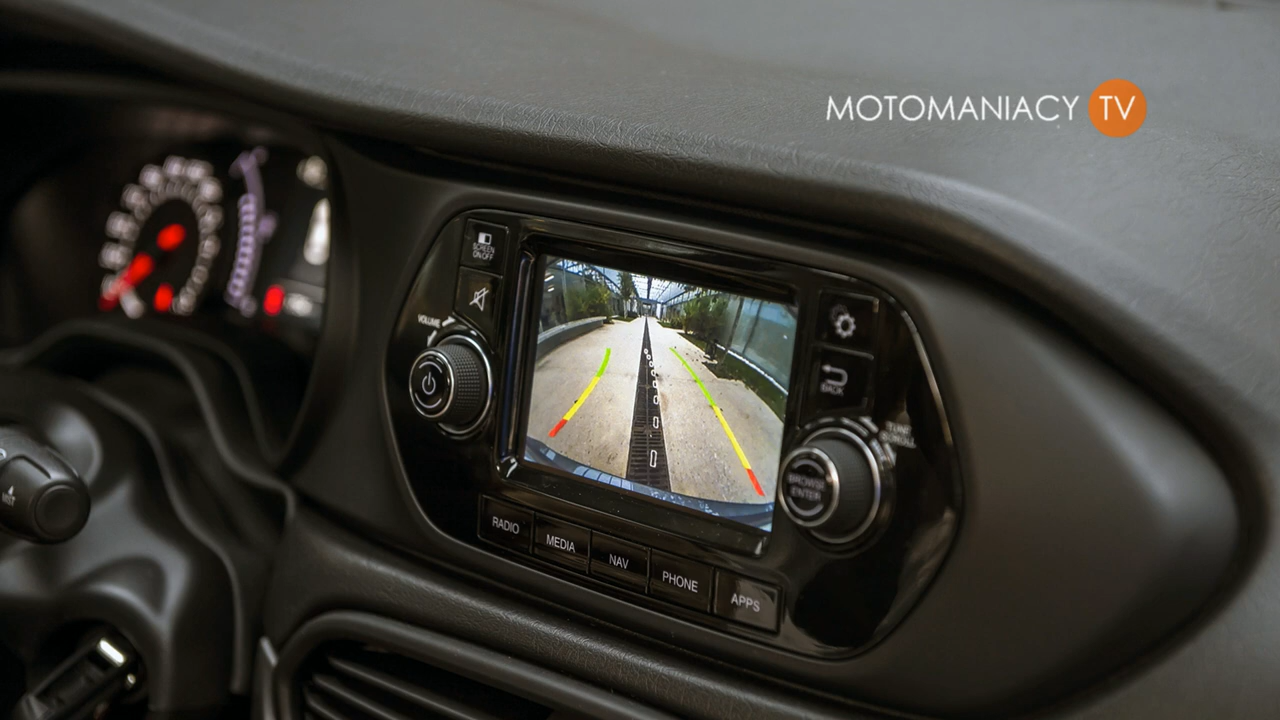 MOTOMANIACY TV
SCREEN
ON/OFF
VOLUME
TUNE
SCROLL
BACK
BROWSE
ENTER
RADIO
MEDIA
NAV
PHONE
APPS